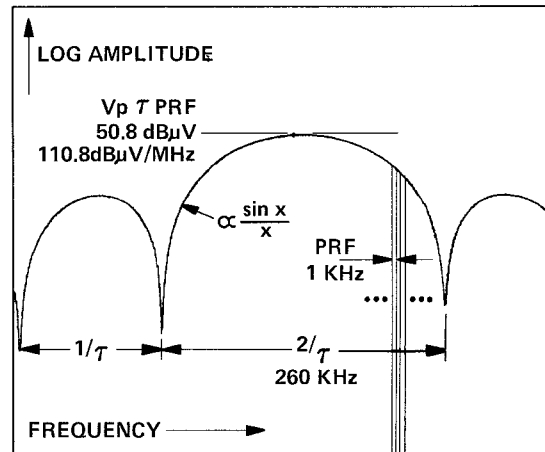 LOG AMPLITUDE
Vp τ PRF
50.8 dBμV
110.8dBμV/MHz
∝ sin x
x
PRF
1 KHz
••• •••
1/τ
2/τ
260 KHz
FREQUENCY